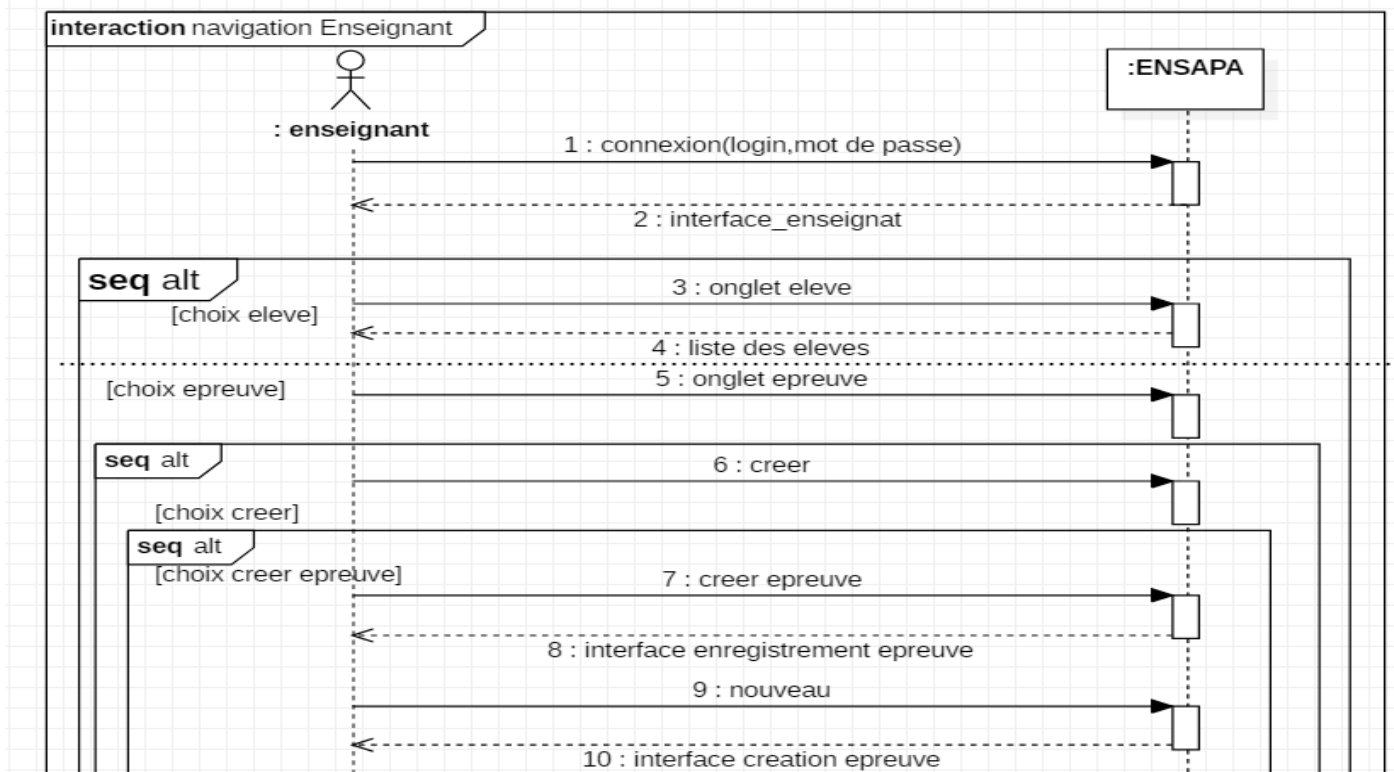 interaction navigation Enseignant
:ENSAPA
: enseignant
1 : connexion(login,mot de passe)
2 : interface_enseignat
seq alt
3 : onglet eleve
[choix eleve]
4 : liste des eleves
5 : onglet epreuve
[choix epreuve]
seq alt
6 : creer
[choix creer]
seq alt
[choix creer epreuve]
7 : creer epreuve
8 : interface enregistrement epreuve
9 : nouveau
10 : interface creation epreuve